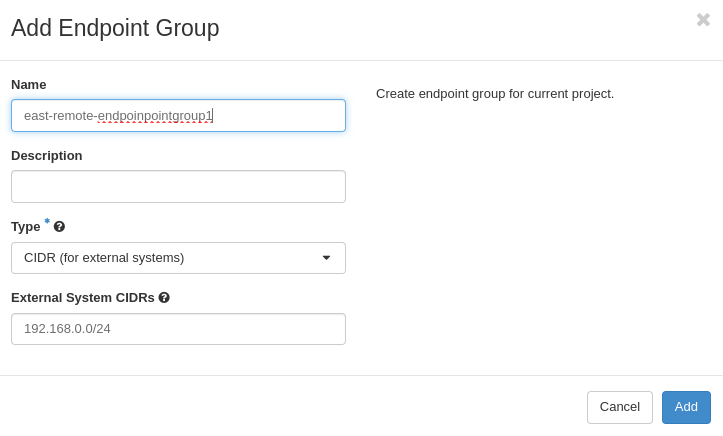 Add Endpoint Group
✖
Name
Create endpoint group for current project.
east-remote-endpoinpointgroup1
Description
Type * ?
CIDR (for external systems)
External System CIDRs ?
192.168.0.0/24
Cancel Add